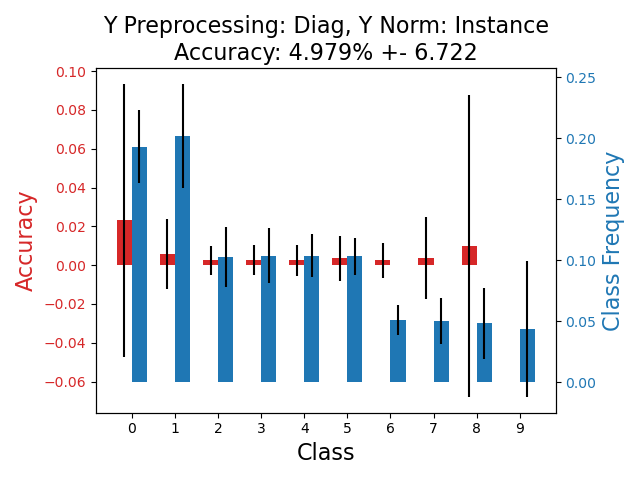 Y Preprocessing: Diag, Y Norm: Instance
Accuracy: 4.979% +- 6.722
0.10
0.08
0.06
0.04
0.02
0.00
−0.02
−0.04
−0.06
Accuracy
0.25
0.20
0.15
0.10
0.05
0.00
Class Frequency
0 1 2 3 4 5 6 7 8 9
Class